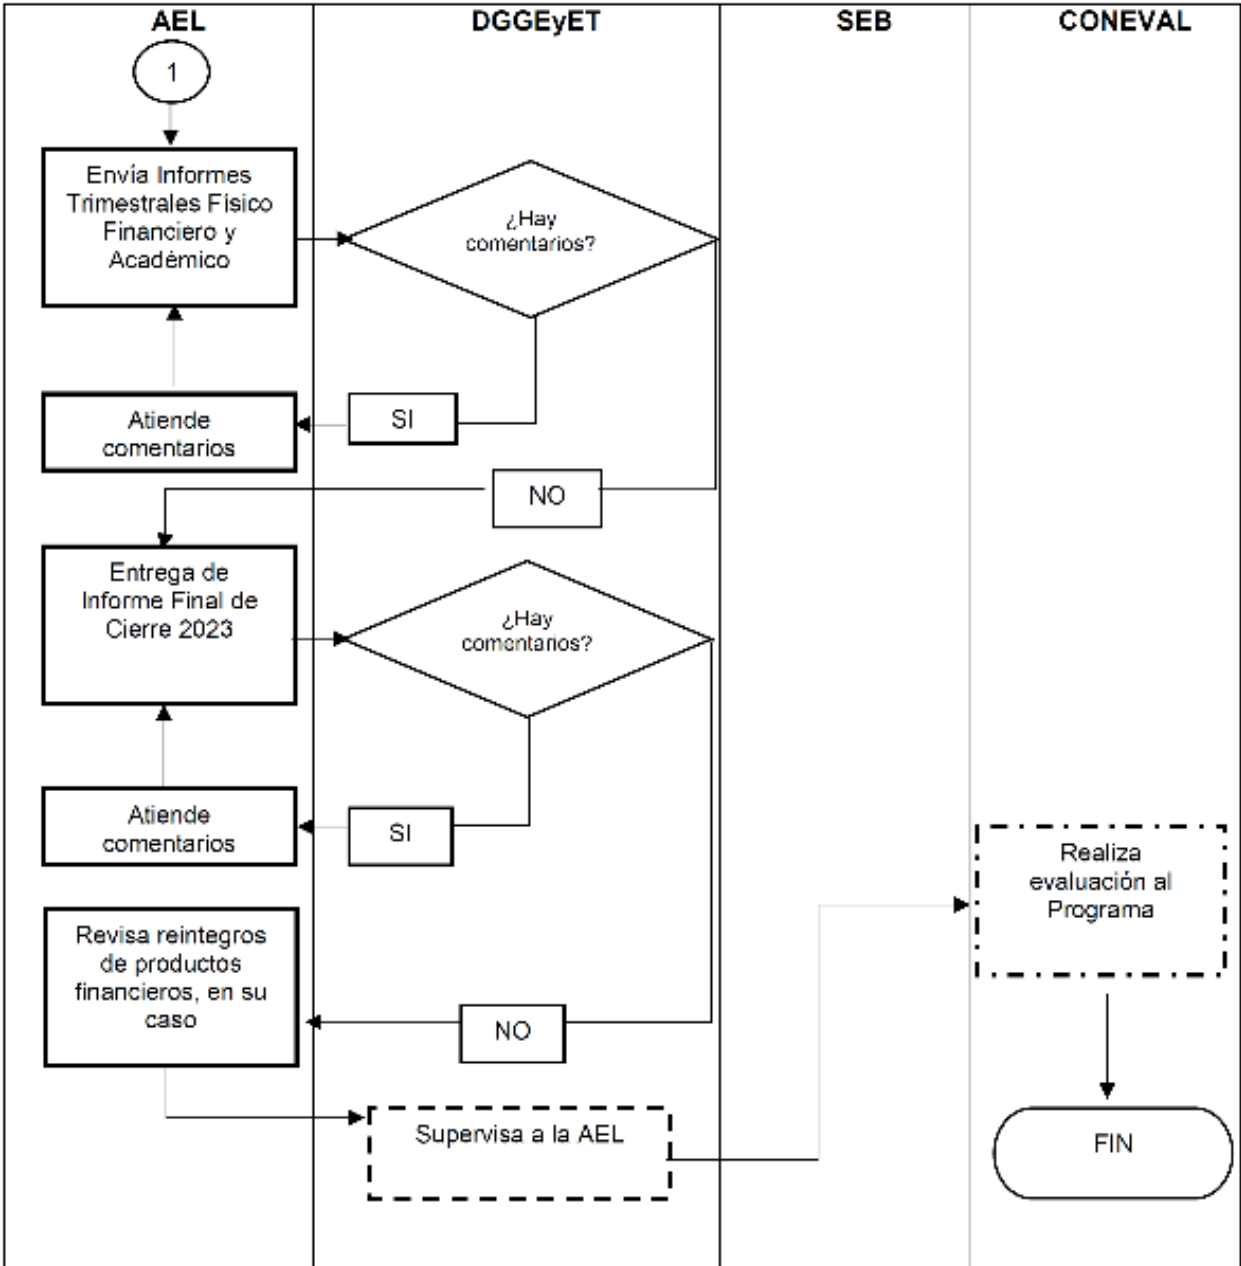 AEL
DGGEyET
SEB
CONEVAL
1
Envía Informes
Trimestrales Físico
Financiero y
Académico
¿Hay
comentarios?
Atiende
comentarios
SI
NO
Entrega de
Informe Final de
Cierre 2023
¿Hay
comentarios?
Atiende
comentarios
SI
Realiza
evaluación al
Programa
Revisa reintegros
de productos
financieros, en su
caso
NO
Supervisa a la AEL
FIN